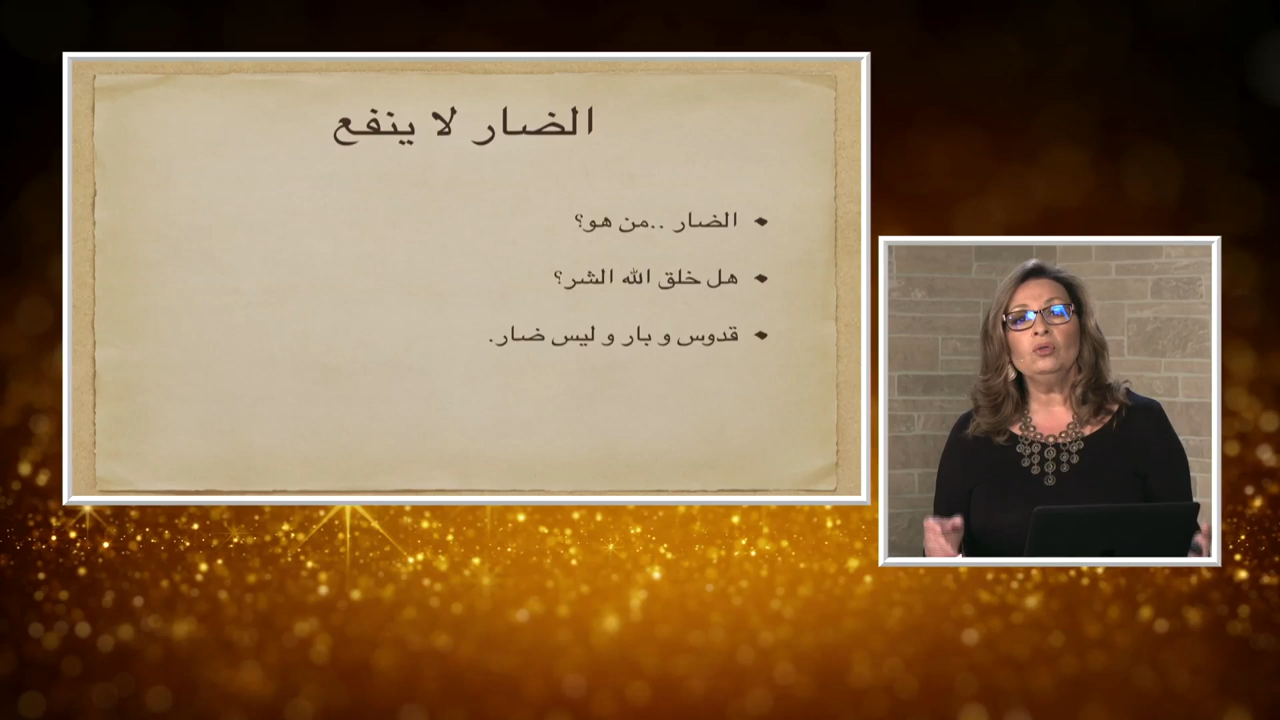 الضار لا ينفع
الضار ..من هو؟
هل خلق الله الشر؟
قدوس و بار و ليس ضار.